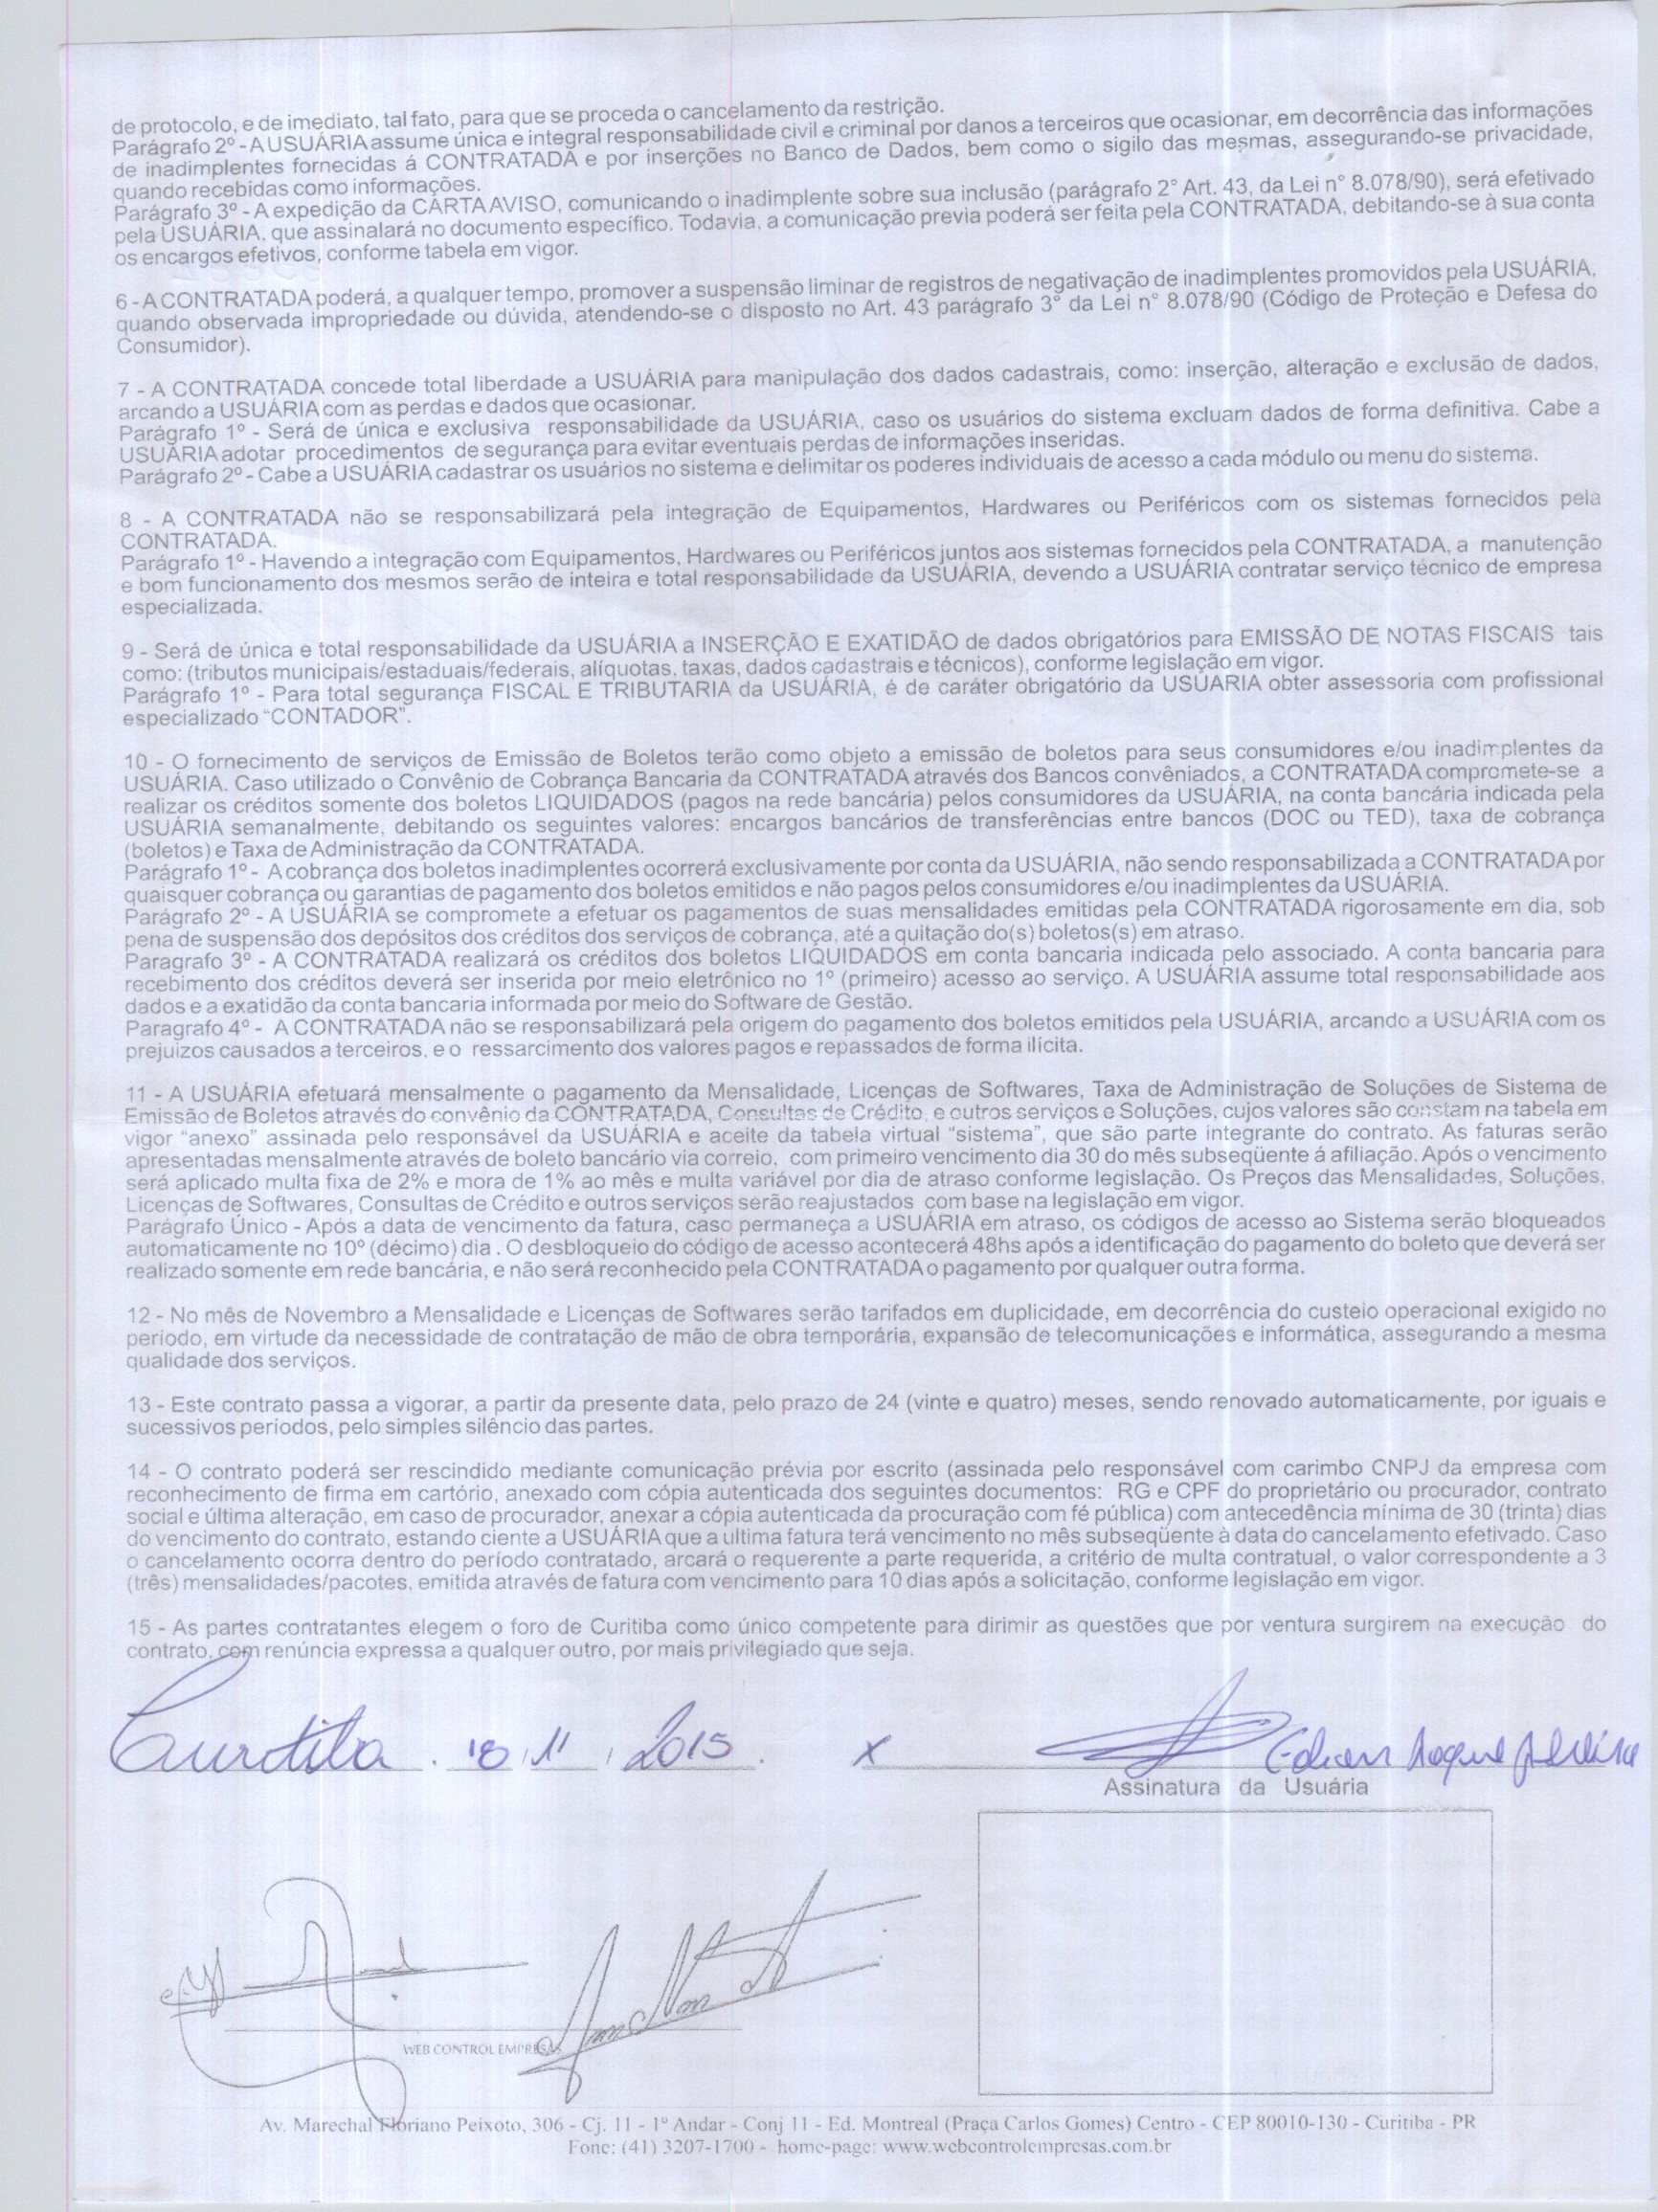 de protocolo, e de imediato, tal fato, para que se proceda o cancelamento da restrição.
Parágrafo 2º - A USUÁRIA assume única e integral responsabilidade civil e criminal por danos a terceiros que ocasionar, em decorrência das informações
de inadimplentes fornecidas á CONTRATADA e por inserções no Banco de Dados, bem como o sigilo das mesmas, assegurando-se privacidade,
quando recebidas como informações.
Parágrafo 3º - A expedição da CARTA AVISO, comunicando o inadimplente sobre sua inclusão (parágrafo 2° Art. 43, da Lei n° 8.078/90), será efetivado
pela USUÁRIA, que assinalará no documento específico. Todavia, a comunicação previa poderá ser feita pela CONTRATADA, debitando-se à sua conta
os encargos efetivos, conforme tabela em vigor.
6 - A CONTRATADA poderá, a qualquer tempo, promover a suspensão liminar de registros de negativação de inadimplentes promovidos pela USUÁRIA,
quando observada impropriedade ou dúvida, atendendo-se o disposto no Art. 43 parágrafo 3° da Lei n° 8.078/90 (Código de Proteção e Defesa do
Consumidor).
7 - A CONTRATADA concede total liberdade a USUÁRIA para manipulação dos dados cadastrais, como: inserção, alteração e exclusão de dados,
arcando a USUÁRIA com as perdas e dados que ocasionar.
Parágrafo 1º - Será de única e exclusiva responsabilidade da USUÁRIA, caso os usuários do sistema excluam dados de forma definitiva. Cabe a
USUÁRIA adotar procedimentos de segurança para evitar eventuais perdas de informações inseridas.
Parágrafo 2º - Cabe a USUÁRIA cadastrar os usuários no sistema e delimitar os poderes individuais de acesso a cada módulo ou menu do sistema.
8 - A CONTRATADA não se responsabilizará pela integração de Equipamentos, Hardwares ou Periféricos com os sistemas fornecidos pela
CONTRATADA.
Parágrafo 1º - Havendo a integração com Equipamentos, Hardwares ou Periféricos juntos aos sistemas fornecidos pela CONTRATADA, a manutenção
e bom funcionamento dos mesmos serão de inteira e total responsabilidade da USUÁRIA, devendo a USUÁRIA contratar serviço técnico de empresa
especializada.
9 - Será de única e total responsabilidade da USUÁRIA a INSERÇÃO E EXATIDÃO de dados obrigatórios para EMISSÃO DE NOTAS FISCAIS tais
como: (tributos municipais/estaduais/federais, alíquotas, taxas, dados cadastrais e técnicos), conforme legislação em vigor.
Parágrafo 1º - Para total segurança FISCAL E TRIBUTARIA da USUÁRIA, é de caráter obrigatório da USUARIA obter assessoria com profissional
especializado "CONTADOR".
10 - O fornecimento de serviços de Emissão de Boletos terão como objeto a emissão de boletos para seus consumidores e/ou inadimplentes da
USUÁRIA. Caso utilizado o Convênio de Cobrança Bancaria da CONTRATADA através dos Bancos convêniados, a CONTRATADA compromete-se a
realizar os créditos somente dos boletos LIQUIDADOS (pagos na rede bancária) pelos consumidores da USUÁRIA, na conta bancária indicada pela
USUÁRIA semanalmente, debitando os seguintes valores: encargos bancários de transferências entre bancos (DOC ou TED), taxa de cobrança
(boletos) e Taxa de Administração da CONTRATADA.
Parágrafo 1º - A cobrança dos boletos inadimplentes ocorrerá exclusivamente por conta da USUÁRIA, não sendo responsabilizada a CONTRATADA por
quaisquer cobrança ou garantias de pagamento dos boletos emitidos e não pagos pelos consumidores e/ou inadimplentes da USUÁRIA.
Parágrafo 2º - A USUÁRIA se compromete a efetuar os pagamentos de suas mensalidades emitidas pela CONTRATADA rigorosamente em dia, sob
pena de suspensão dos depósitos dos créditos dos serviços de cobrança, até a quitação do(s) boletos(s) em atraso.
Paragrafo 3º - A CONTRATADA realizará os créditos dos boletos LIQUIDADOS em conta bancaria indicada pelo associado. A conta bancaria para
recebimento dos créditos deverá ser inserida por meio eletrônico no 1º (primeiro) acesso ao serviço. A USUÁRIA assume total responsabilidade aos
dados e a exatidão da conta bancaria informada por meio do Software de Gestão.
Paragrafo 4º - A CONTRATADA não se responsabilizará pela origem do pagamento dos boletos emitidos pela USUÁRIA, arcando a USUÁRIA com os
prejuizos causados a terceiros, e o ressarcimento dos valores pagos e repassados de forma ilícita.
11 - A USUÁRIA efetuará mensalmente o pagamento da Mensalidade, Licenças de Softwares, Taxa de Administração de Soluções de Sistema de
Emissão de Boletos através do convênio da CONTRATADA, Consultas de Crédito, e outros serviços e Soluções, cujos valores são constam na tabela em
vigor "anexo" assinada pelo responsável da USUÁRIA e aceite da tabela virtual "sistema", que são parte integrante do contrato. As faturas serão
apresentadas mensalmente através de boleto bancário via correio, com primeiro vencimento dia 30 do mês subseqüente á afiliação. Após o vencimento
será aplicado multa fixa de 2% e mora de 1% ao mês e multa variável por dia de atraso conforme legislação. Os Preços das Mensalidades, Soluções,
Licenças de Softwares, Consultas de Crédito e outros serviços serão reajustados com base na legislação em vigor.
Parágrafo Único - Após a data de vencimento da fatura, caso permaneça a USUÁRIA em atraso, os códigos de acesso ao Sistema serão bloqueados
automaticamente no 10º (décimo) dia . O desbloqueio do código de acesso acontecerá 48hs após a identificação do pagamento do boleto que deverá ser
realizado somente em rede bancária, e não será reconhecido pela CONTRATADA o pagamento por qualquer outra forma.
12 - No mês de Novembro a Mensalidade e Licenças de Softwares serão tarifados em duplicidade, em decorrência do custeio operacional exigido no
período, em virtude da necessidade de contratação de mão de obra temporária, expansão de telecomunicações e informática, assegurando a mesma
qualidade dos serviços.
13 - Este contrato passa a vigorar, a partir da presente data, pelo prazo de 24 (vinte e quatro) meses, sendo renovado automaticamente, por iguais e
sucessivos períodos, pelo simples silêncio das partes.
14 - O contrato poderá ser rescindido mediante comunicação prévia por escrito (assinada pelo responsável com carimbo CNPJ da empresa com
reconhecimento de firma em cartório, anexado com cópia autenticada dos seguintes documentos: RG e CPF do proprietário ou procurador, contrato
social e última alteração, em caso de procurador, anexar a cópia autenticada da procuração com fé pública) com antecedência mínima de 30 (trinta) dias
do vencimento do contrato, estando ciente a USUÁRIA que a ultima fatura terá vencimento no mês subseqüente à data do cancelamento efetivado. Caso
o cancelamento ocorra dentro do período contratado, arcará o requerente a parte requerida, a critério de multa contratual, o valor correspondente a 3
(três) mensalidades/pacotes, emitida através de fatura com vencimento para 10 dias após a solicitação, conforme legislação em vigor.
15 - As partes contratantes elegem o foro de Curitiba como único competente para dirimir as questões que por ventura surgirem na execução do
contrato, com renúncia expressa a qualquer outro, por mais privilegiado que seja.
Curitiba, 18, 11, 2015. x
Assinatura da Usuária
WEB CONTROL EMPRESAS
Av. Marechal Floriano Peixoto, 306 - Cj. 11 - 1º Andar - Conj 11 - Ed. Montreal (Praça Carlos Gomes) Centro - CEP 80010-130 - Curitiba - PR
Fone: (41) 3207-1700 - home-page: www.webcontrolempresas.com.br